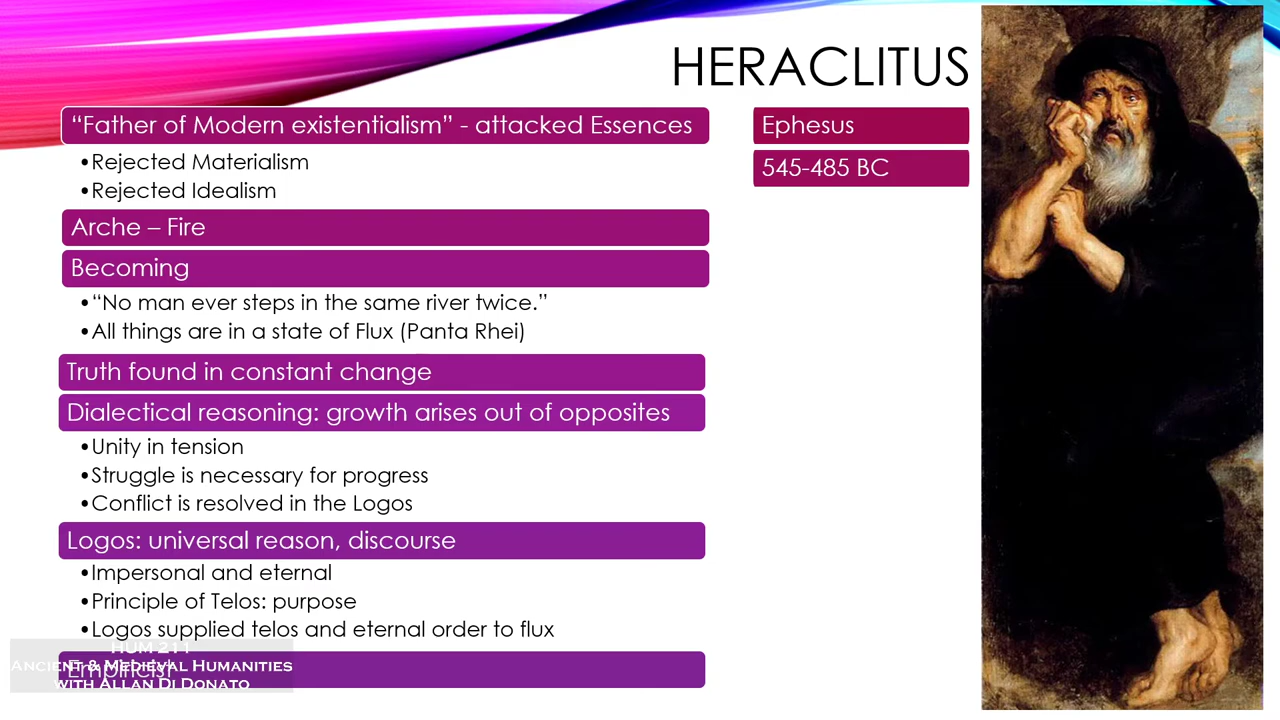 HERACLITUS
“Father of Modern existentialism” - attacked Essences
•Rejected Materialism
•Rejected Idealism
Arche – Fire
Becoming
•“No man ever steps in the same river twice.”
•All things are in a state of Flux (Panta Rhei)
Truth found in constant change
Dialectical reasoning: growth arises out of opposites
•Unity in tension
•Struggle is necessary for progress
•Conflict is resolved in the Logos
Logos: universal reason, discourse
•Impersonal and eternal
•Principle of Telos: purpose
•Logos supplied telos and eternal order to flux
Empiricist
Ephesus
545-485 BC
HUM 211
Ancient & Medieval Humanities
with Allan Di Donato